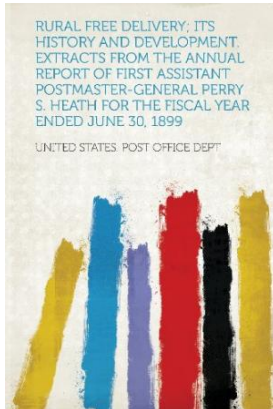 RURAL FREE DELIVERY; ITS
HISTORY AND DEVELOPMENT.
EXTRACTS FROM THE ANNUAL
REPORT OF FIRST ASSISTANT
POSTMASTER-GENERAL PERRY
S. HEATH FOR THE FISCAL YEAR
ENDED JUNE 30, 1899
UNITED STATES. POST OFFICE DEPT